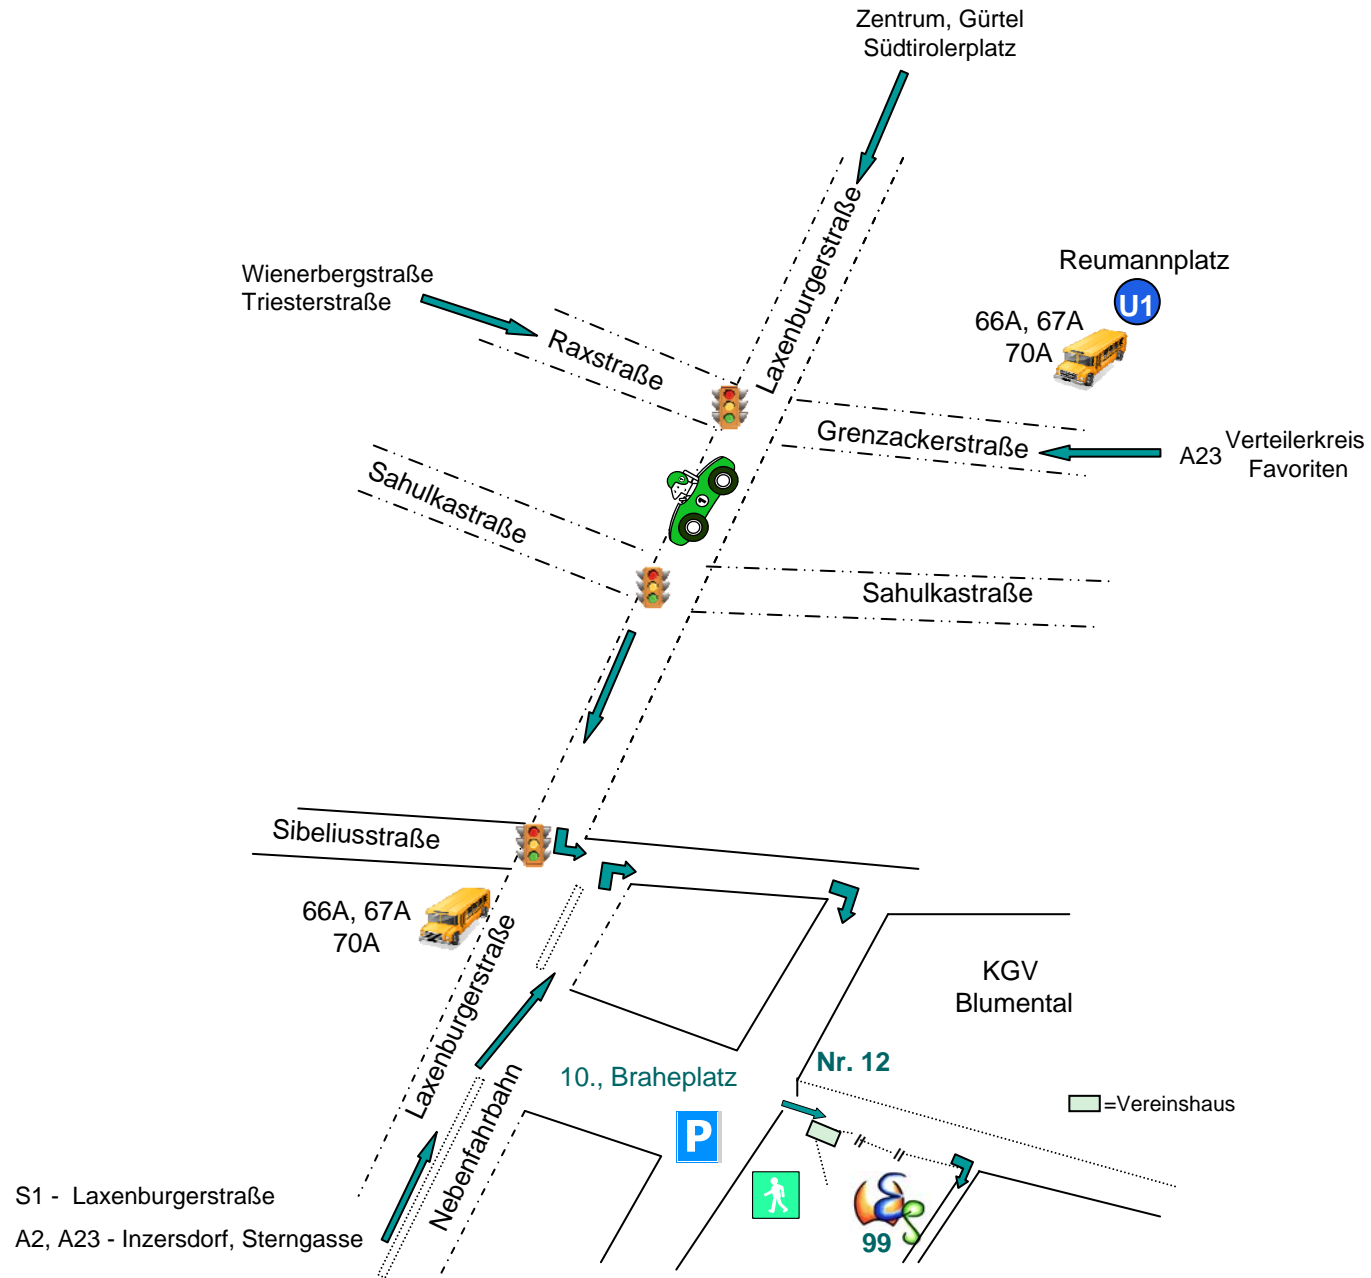 Zentrum, Gürtel
Südtirolerplatz
Laxenburgerstraße
Wienerbergstraße
Triesterstraße
Raxstraße
Reumannplatz
U1
66A, 67A
70A
Grenzackerstraße
A23
Verteilerkreis
Favoriten
Sahulkastraße
1
Sahulkastraße
Sibeliusstraße
66A, 67A
70A
Laxenburgerstraße
KGV
Blumental
Nr. 12
10., Braheplatz
=Vereinshaus
P
Nebenfahrbahn
S1 - Laxenburgerstraße
A2, A23 - Inzersdorf, Sterngasse
99